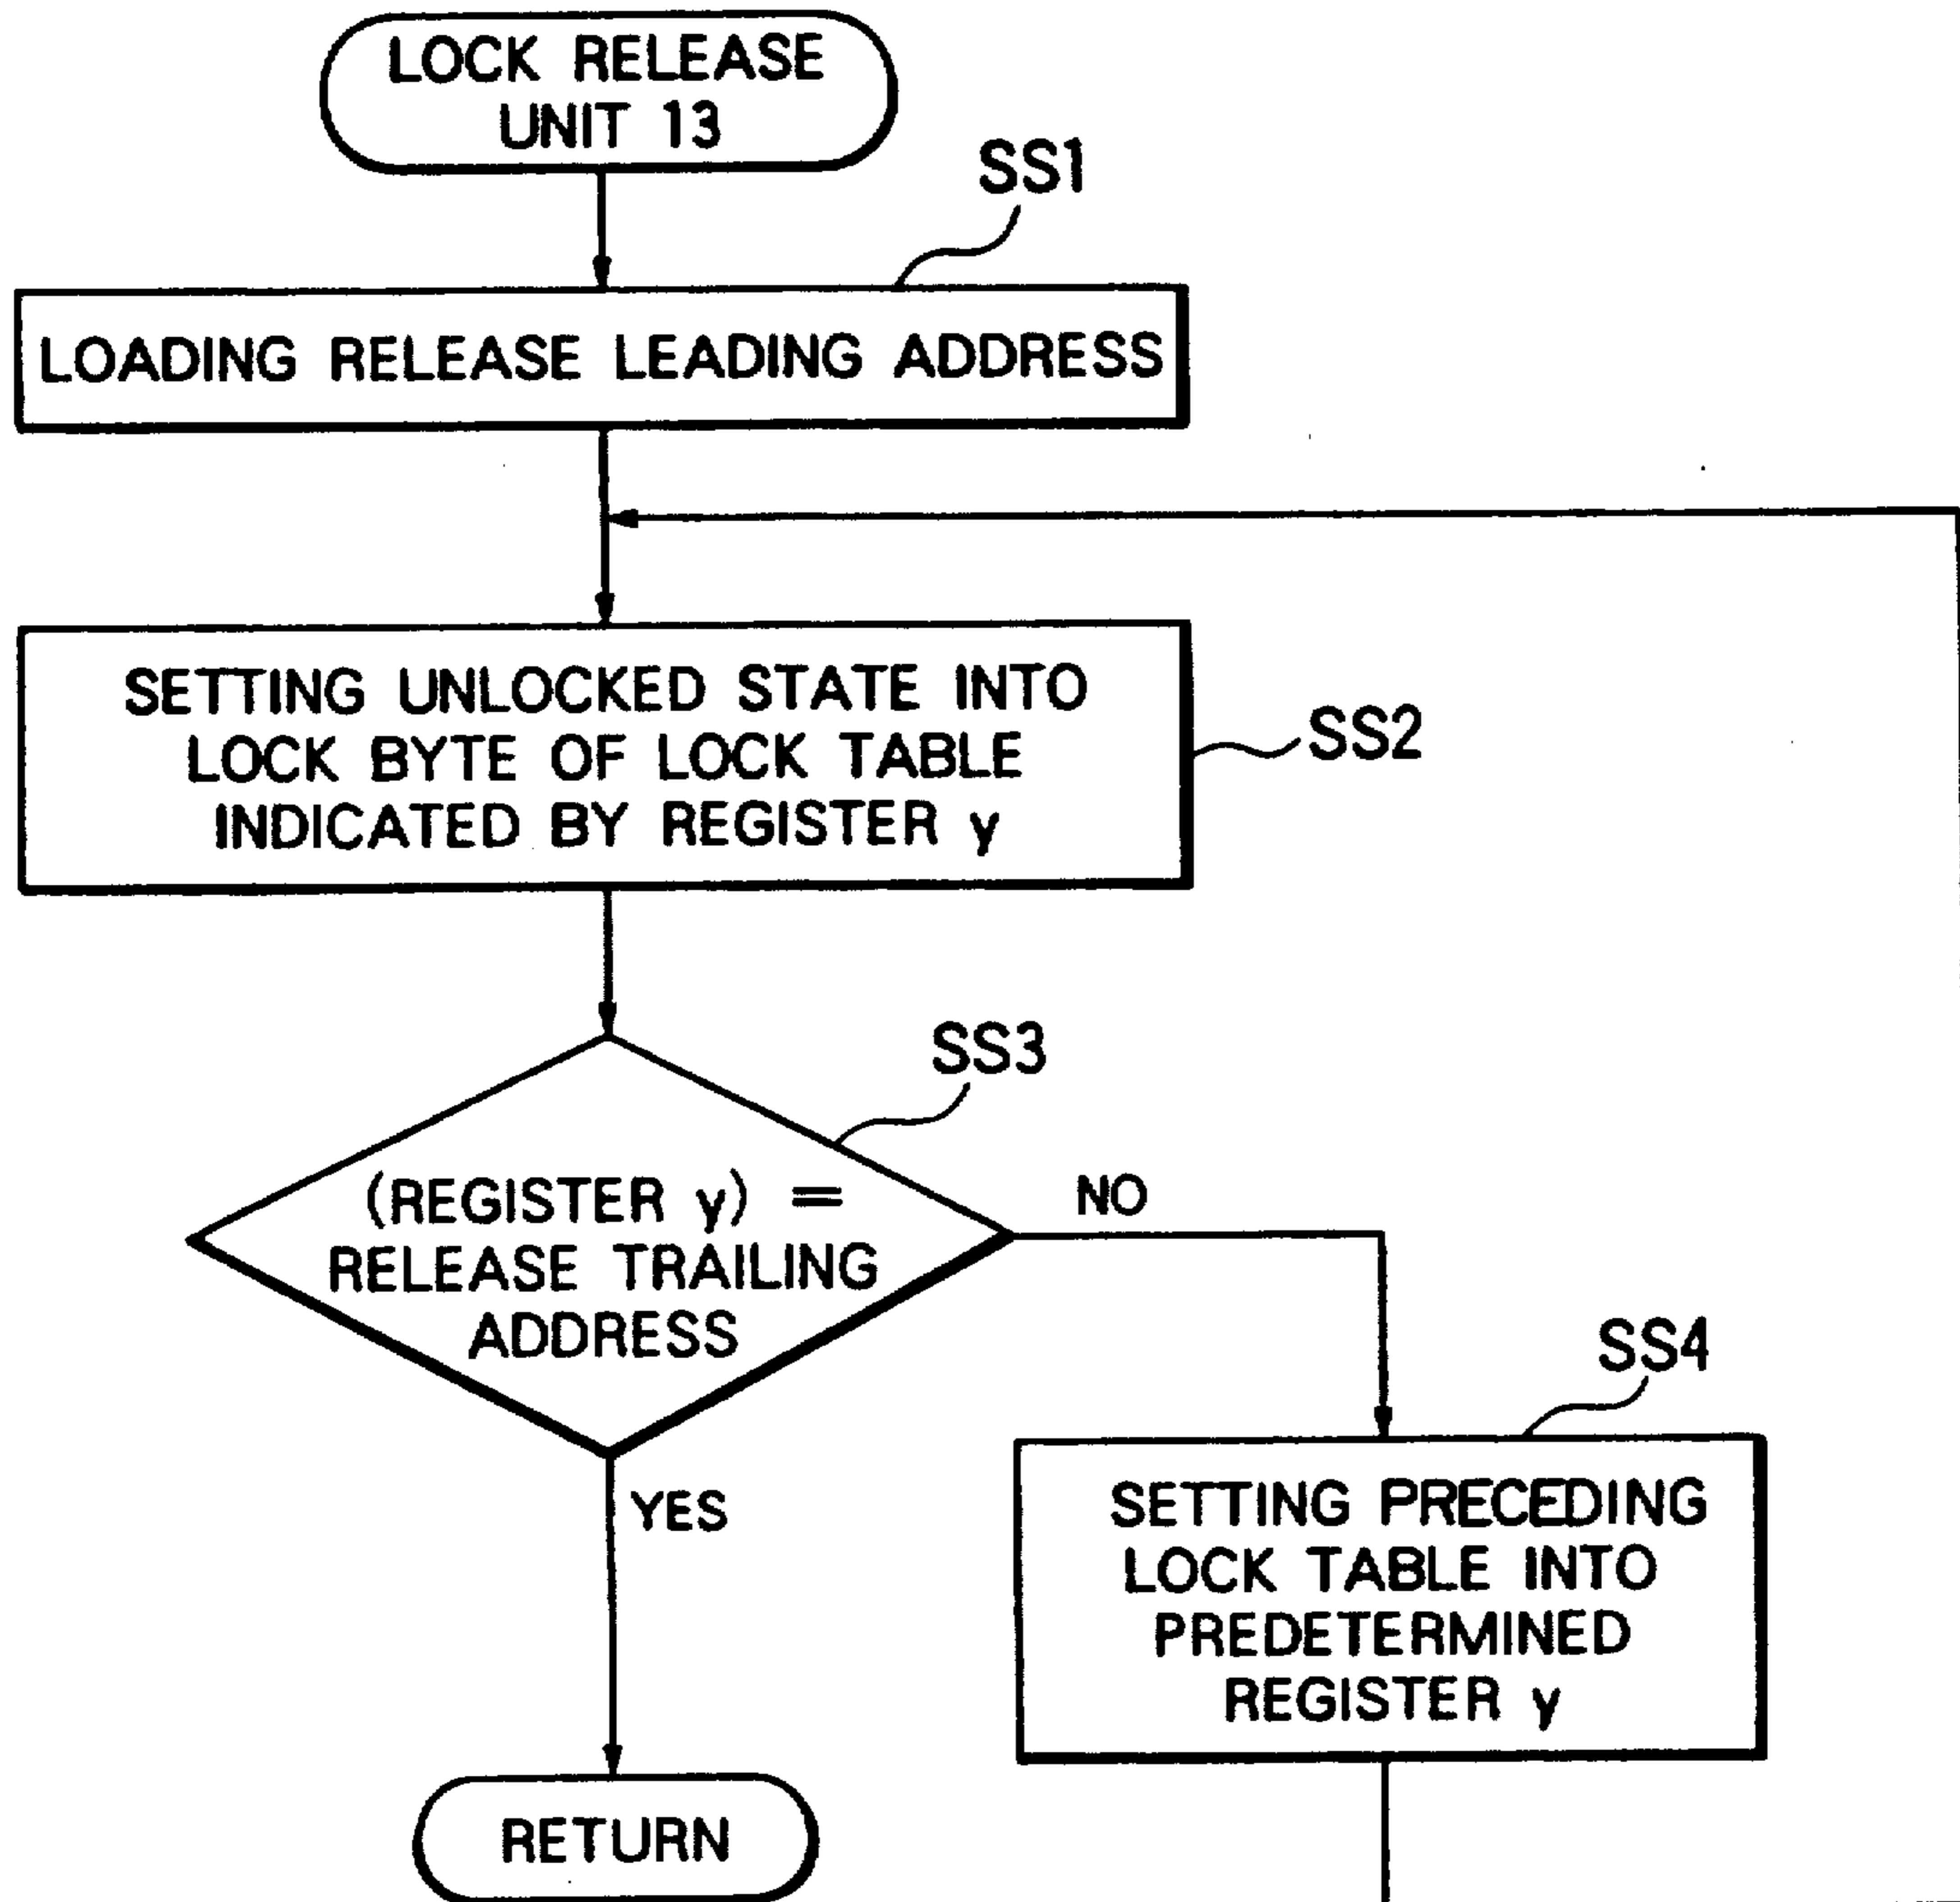 LOCK RELEASE
UNIT 13
SS1
LOADING RELEASE LEADING ADDRESS
SETTING UNLOCKED STATE INTO
LOCK BYTE OF LOCK TABLE
INDICATED BY REGISTER y
SS2
SS3
(REGISTER y) =
RELEASE TRAILING
ADDRESS
NO
YES
SS4
SETTING PRECEDING
LOCK TABLE INTO
PREDETERMINED
REGISTER y
RETURN